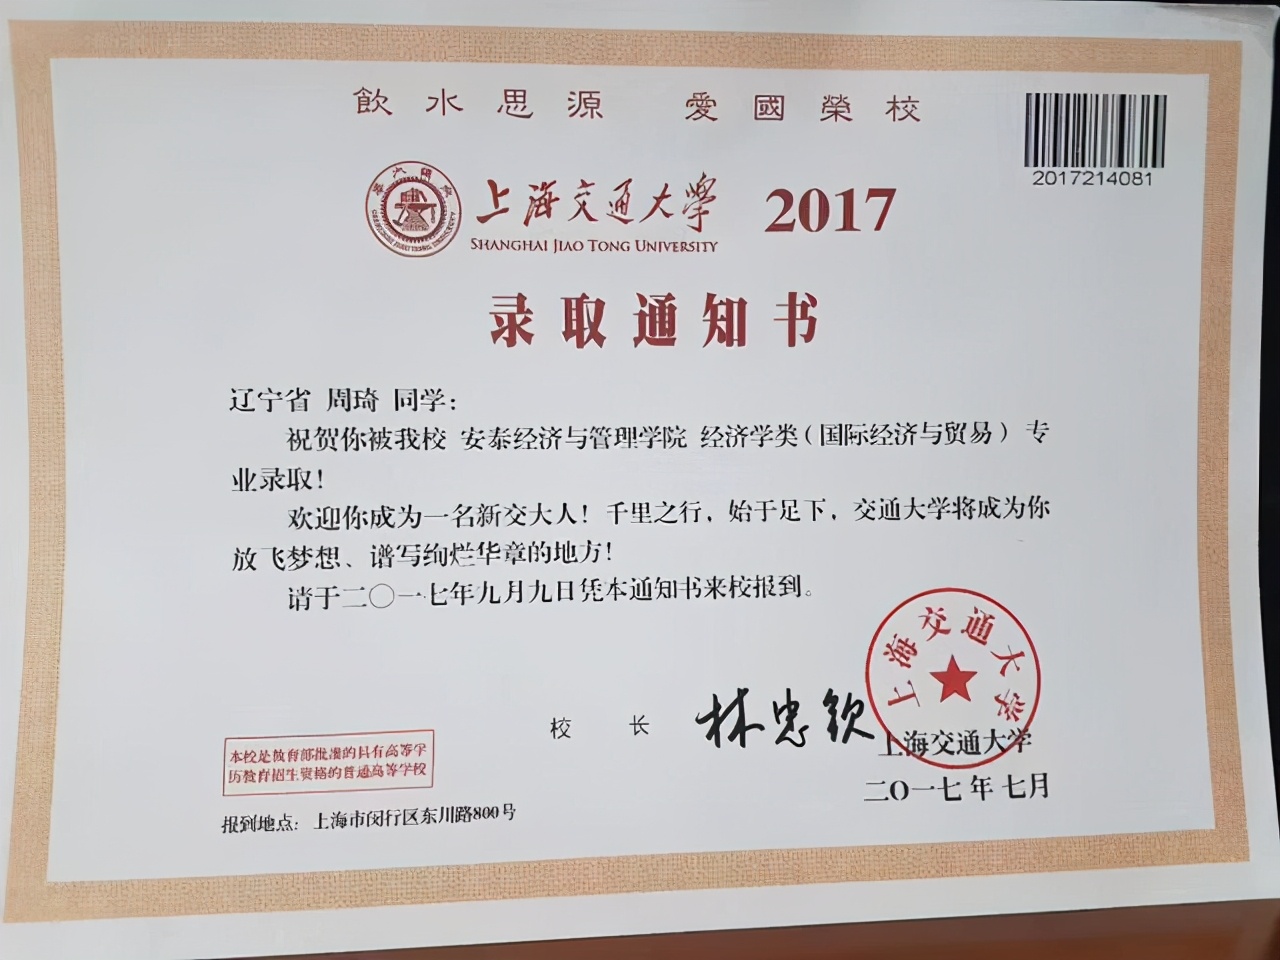 飲水思源 愛國榮校
2017214081
上海交通大學 2017
SHANGHAI JIAO TONG UNIVERSITY
录取通知书
辽宁省 周琦 同学：
祝贺你被我校 安泰经济与管理学院 经济学类（国际经济与贸易） 专
业录取！
欢迎你成为一名新交大人！千里之行，始于足下，交通大学将成为你
放飞梦想、谱写绚烂华章的地方！
请于二〇一七年九月九日凭本通知书来校报到。
上海交通大学
校 长 林忠钦
上海交通大学
二〇一七年七月
本校是教育部批准的具有高等学
历教育招生资格的普通高等学校
报到地点：上海市闵行区东川路800号